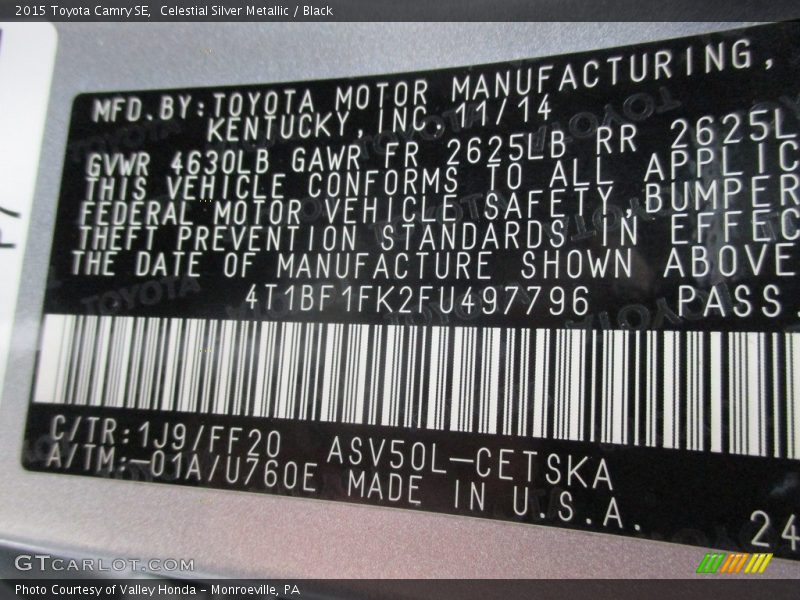 2015 Toyota Camry SE,  Celestial Silver Metallic / Black
MFD.BY:TOYOTA MOTOR MANUFACTURING,
KENTUCKY,INC. 11/14
GVWR 4630LB GAWR FR 2625LB RR 2625L
THIS VEHICLE CONFORMS TO ALL APPLIC
FEDERAL MOTOR VEHICLE SAFETY,BUMPER
THEFT PREVENTION STANDARDS IN EFFEC
THE DATE OF MANUFACTURE SHOWN ABOVE
4T1BF1FK2FU497796 PASS.
C/TR:1J9/FF20 ASV50L-CETSKA
A/TM:-01A/U760E MADE IN U.S.A.
24
GTCARLOT.COM
Photo Courtesy of Valley Honda - Monroeville, PA